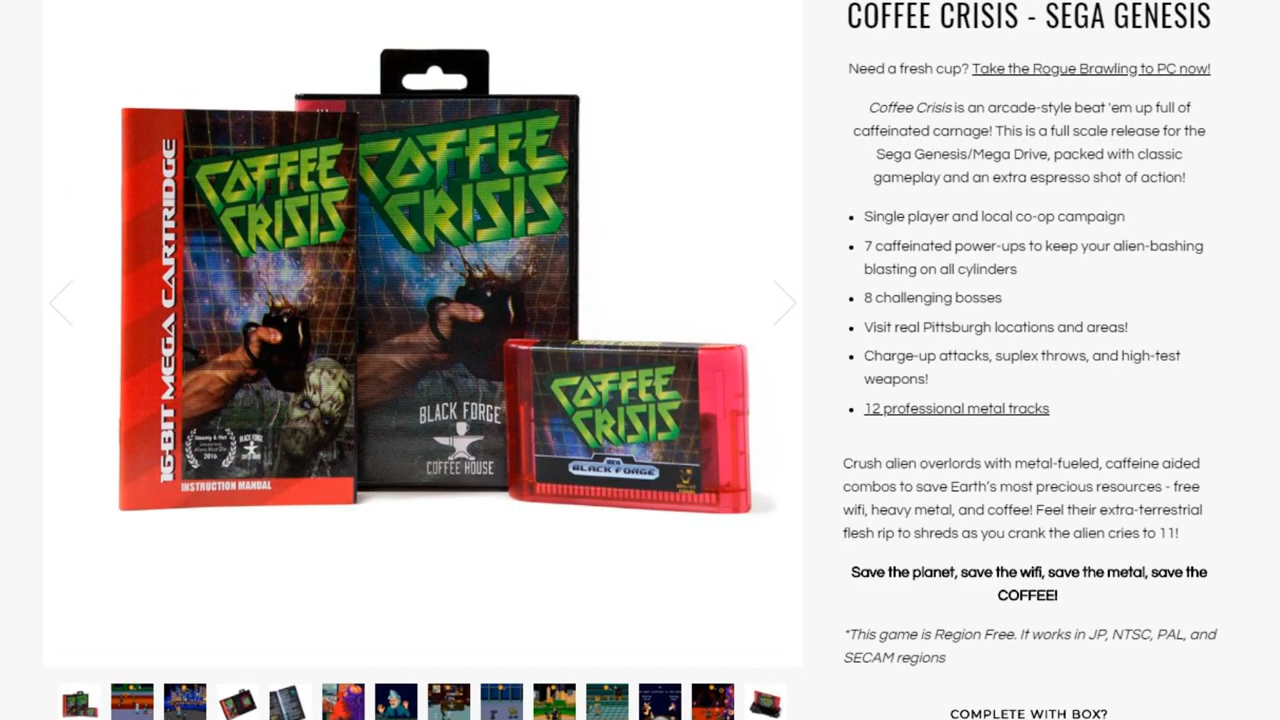 COFFEE CRISIS - SEGA GENESIS
Need a fresh cup? Take the Rogue Brawling to PC now!
Coffee Crisis is an arcade-style beat 'em up full of
caffeinated carnage! This is a full scale release for the
Sega Genesis/Mega Drive, packed with classic
gameplay and an extra espresso shot of action!
• Single player and local co-op campaign
• 7 caffeinated power-ups to keep your alien-bashing
blasting on all cylinders
• 8 challenging bosses
• Visit real Pittsburgh locations and areas!
• Charge-up attacks, suplex throws, and high-test
weapons!
• 12 professional metal tracks
Crush alien overlords with metal-fueled, caffeine aided
combos to save Earth’s most precious resources - free
wifi, heavy metal, and coffee! Feel their extra-terrestrial
flesh rip to shreds as you crank the alien cries to 11!
Save the planet, save the wifi, save the metal, save the
COFFEE!
*This game is Region Free. It works in JP, NTSC, PAL, and
SECAM regions
COMPLETE WITH BOX?
16-BIT MEGA CARTRIDGE
COFFEE
CRISIS
2016
BLACK FORGE
INSTRUCTION MANUAL
COFFEE
CRISIS
BLACK FORGE
COFFEE HOUSE
COFFEE
CRISIS
BLACK FORGE